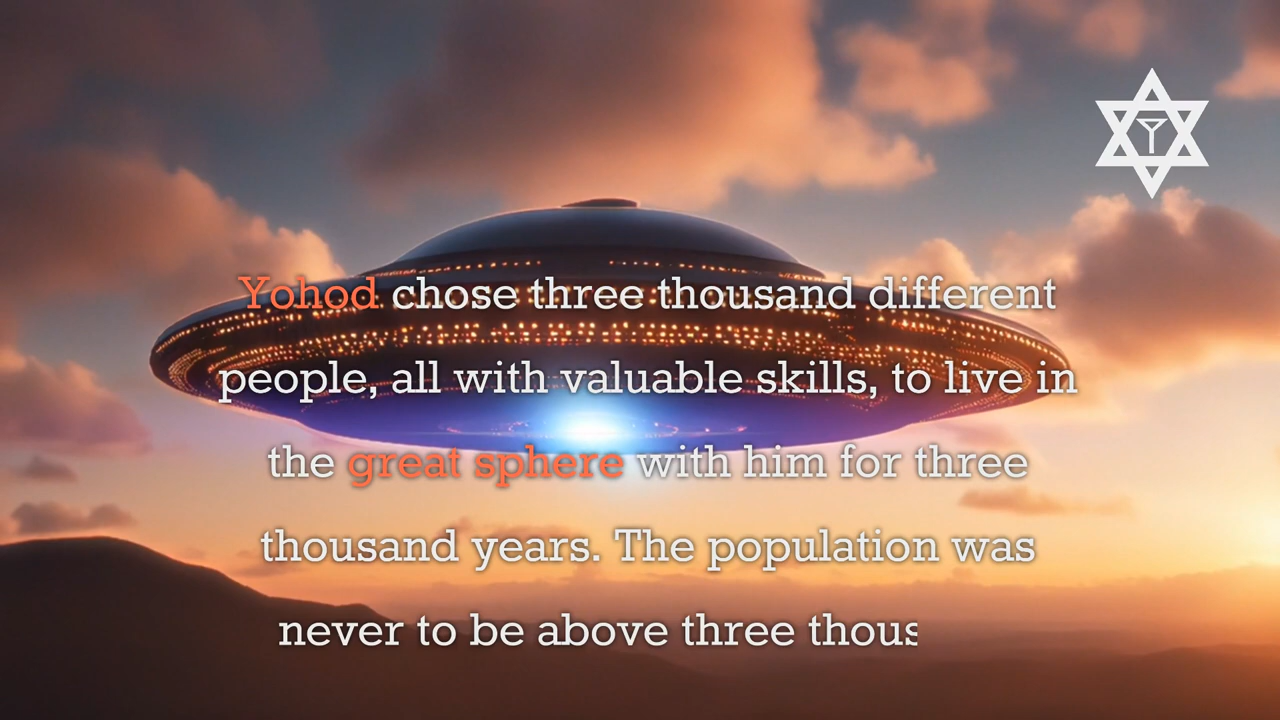 Yohod chose three thousand different
people, all with valuable skills, to live in
the great sphere with him for three
thousand years. The population was
never to be above three thous